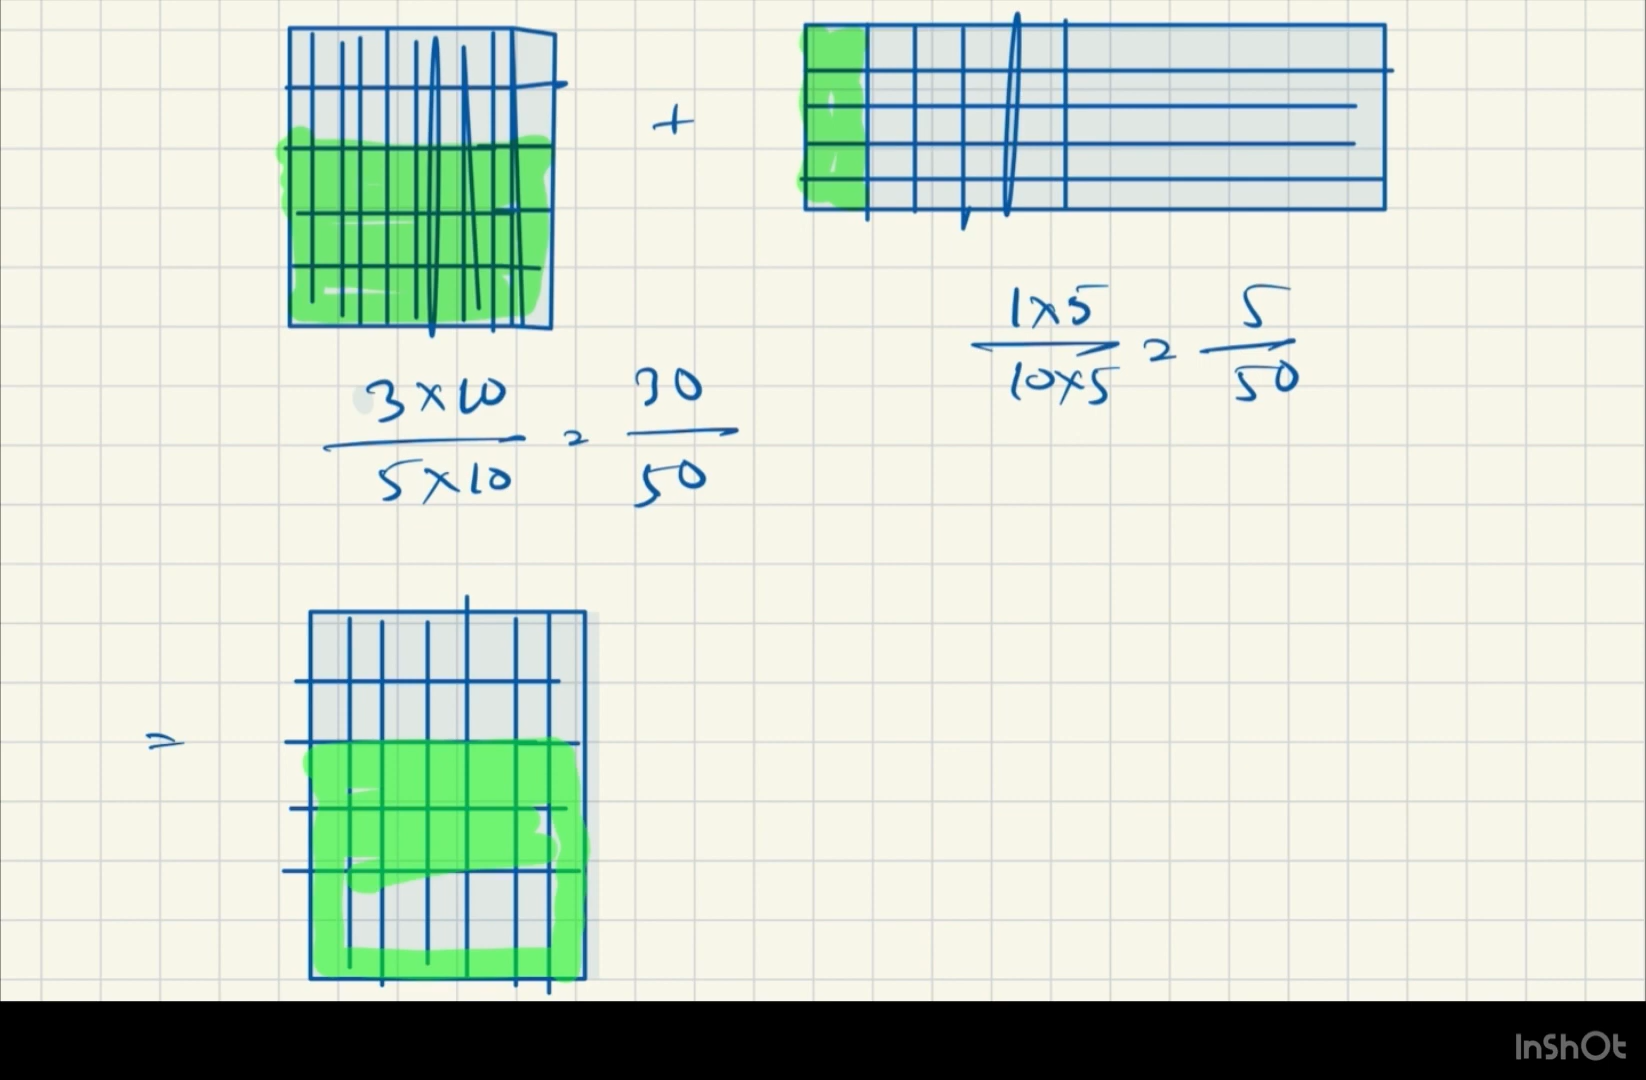 +
1×5 / 10×5 = 5 / 50
3×10 / 5×10 = 30 / 50
=
InShOt